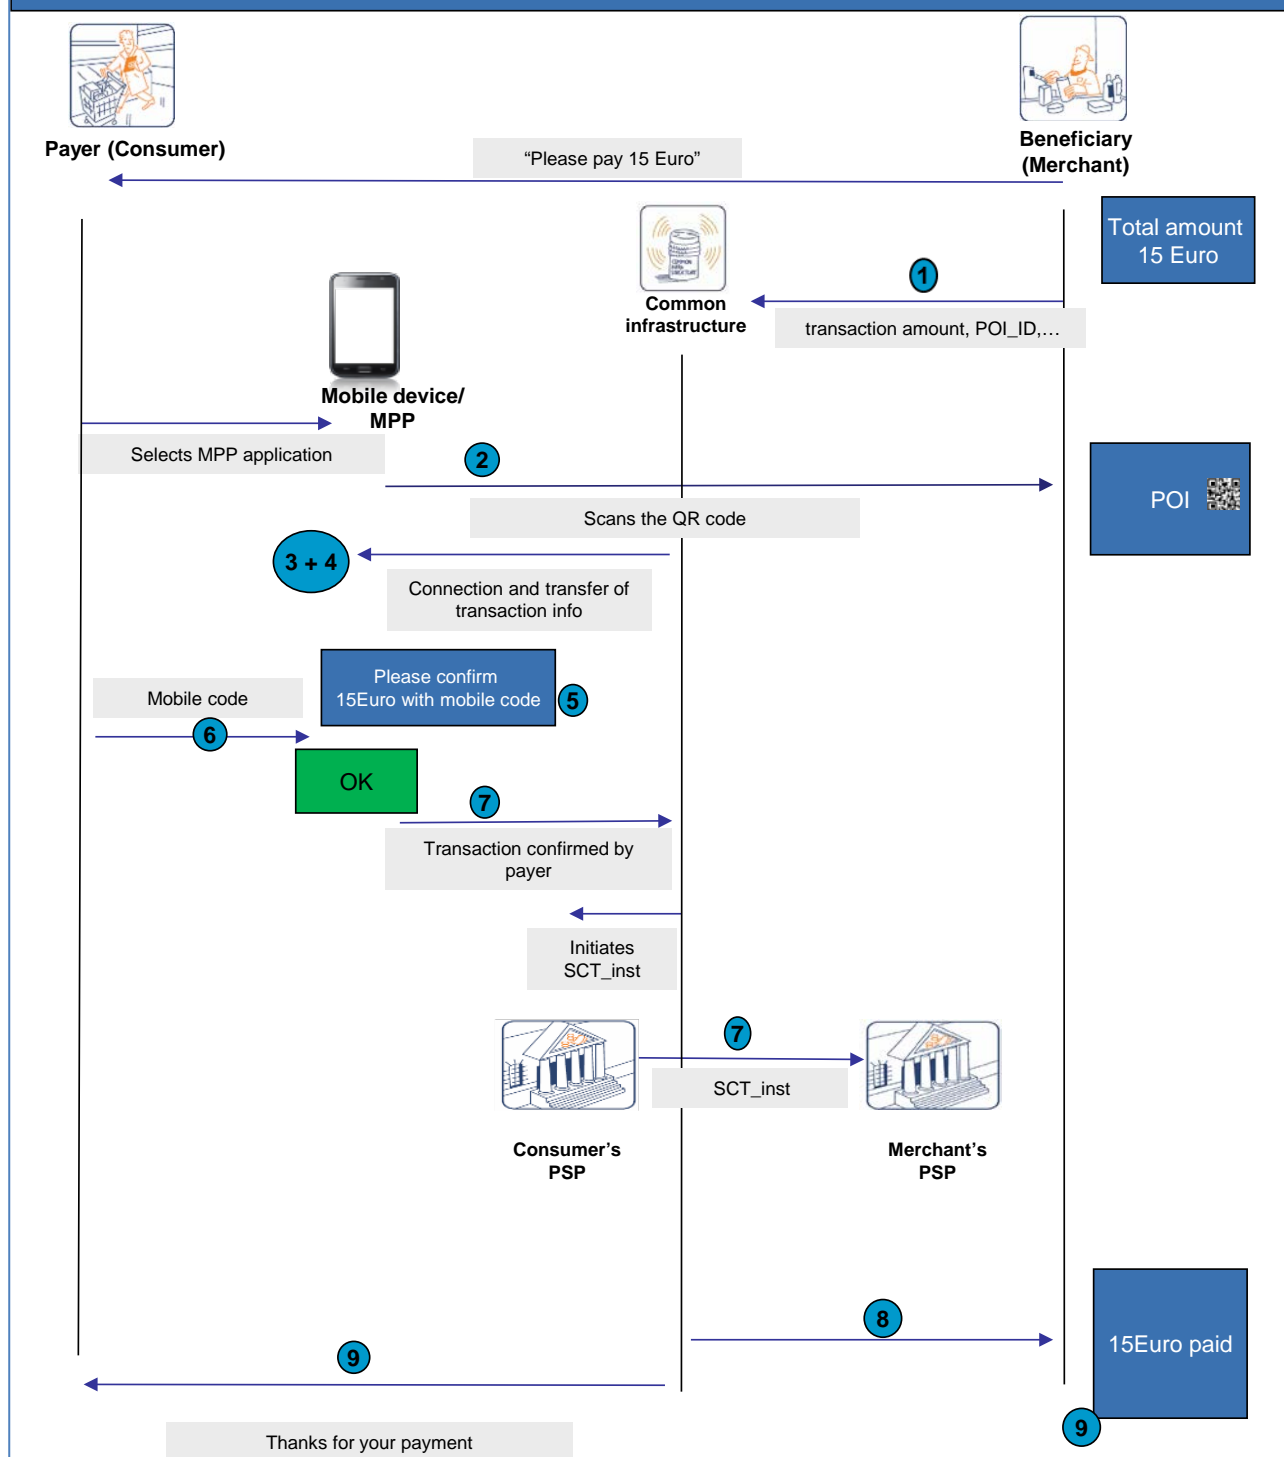 Payer (Consumer)
Beneficiary
(Merchant)
“Please pay 15 Euro”
Total amount
15 Euro
COMMON
INFRA
STRUCTURE
Common
infrastructure
1
transaction amount, POI_ID,…
Mobile device/
MPP
Selects MPP application
2
Scans the QR code
POI
3 + 4
Connection and transfer of
transaction info
Please confirm
15Euro with mobile code
5
Mobile code
6
OK
7
Transaction confirmed by
payer
Initiates
SCT_inst
7
SCT_inst
Consumer’s
PSP
Merchant’s
PSP
8
15Euro paid
9
9
Thanks for your payment